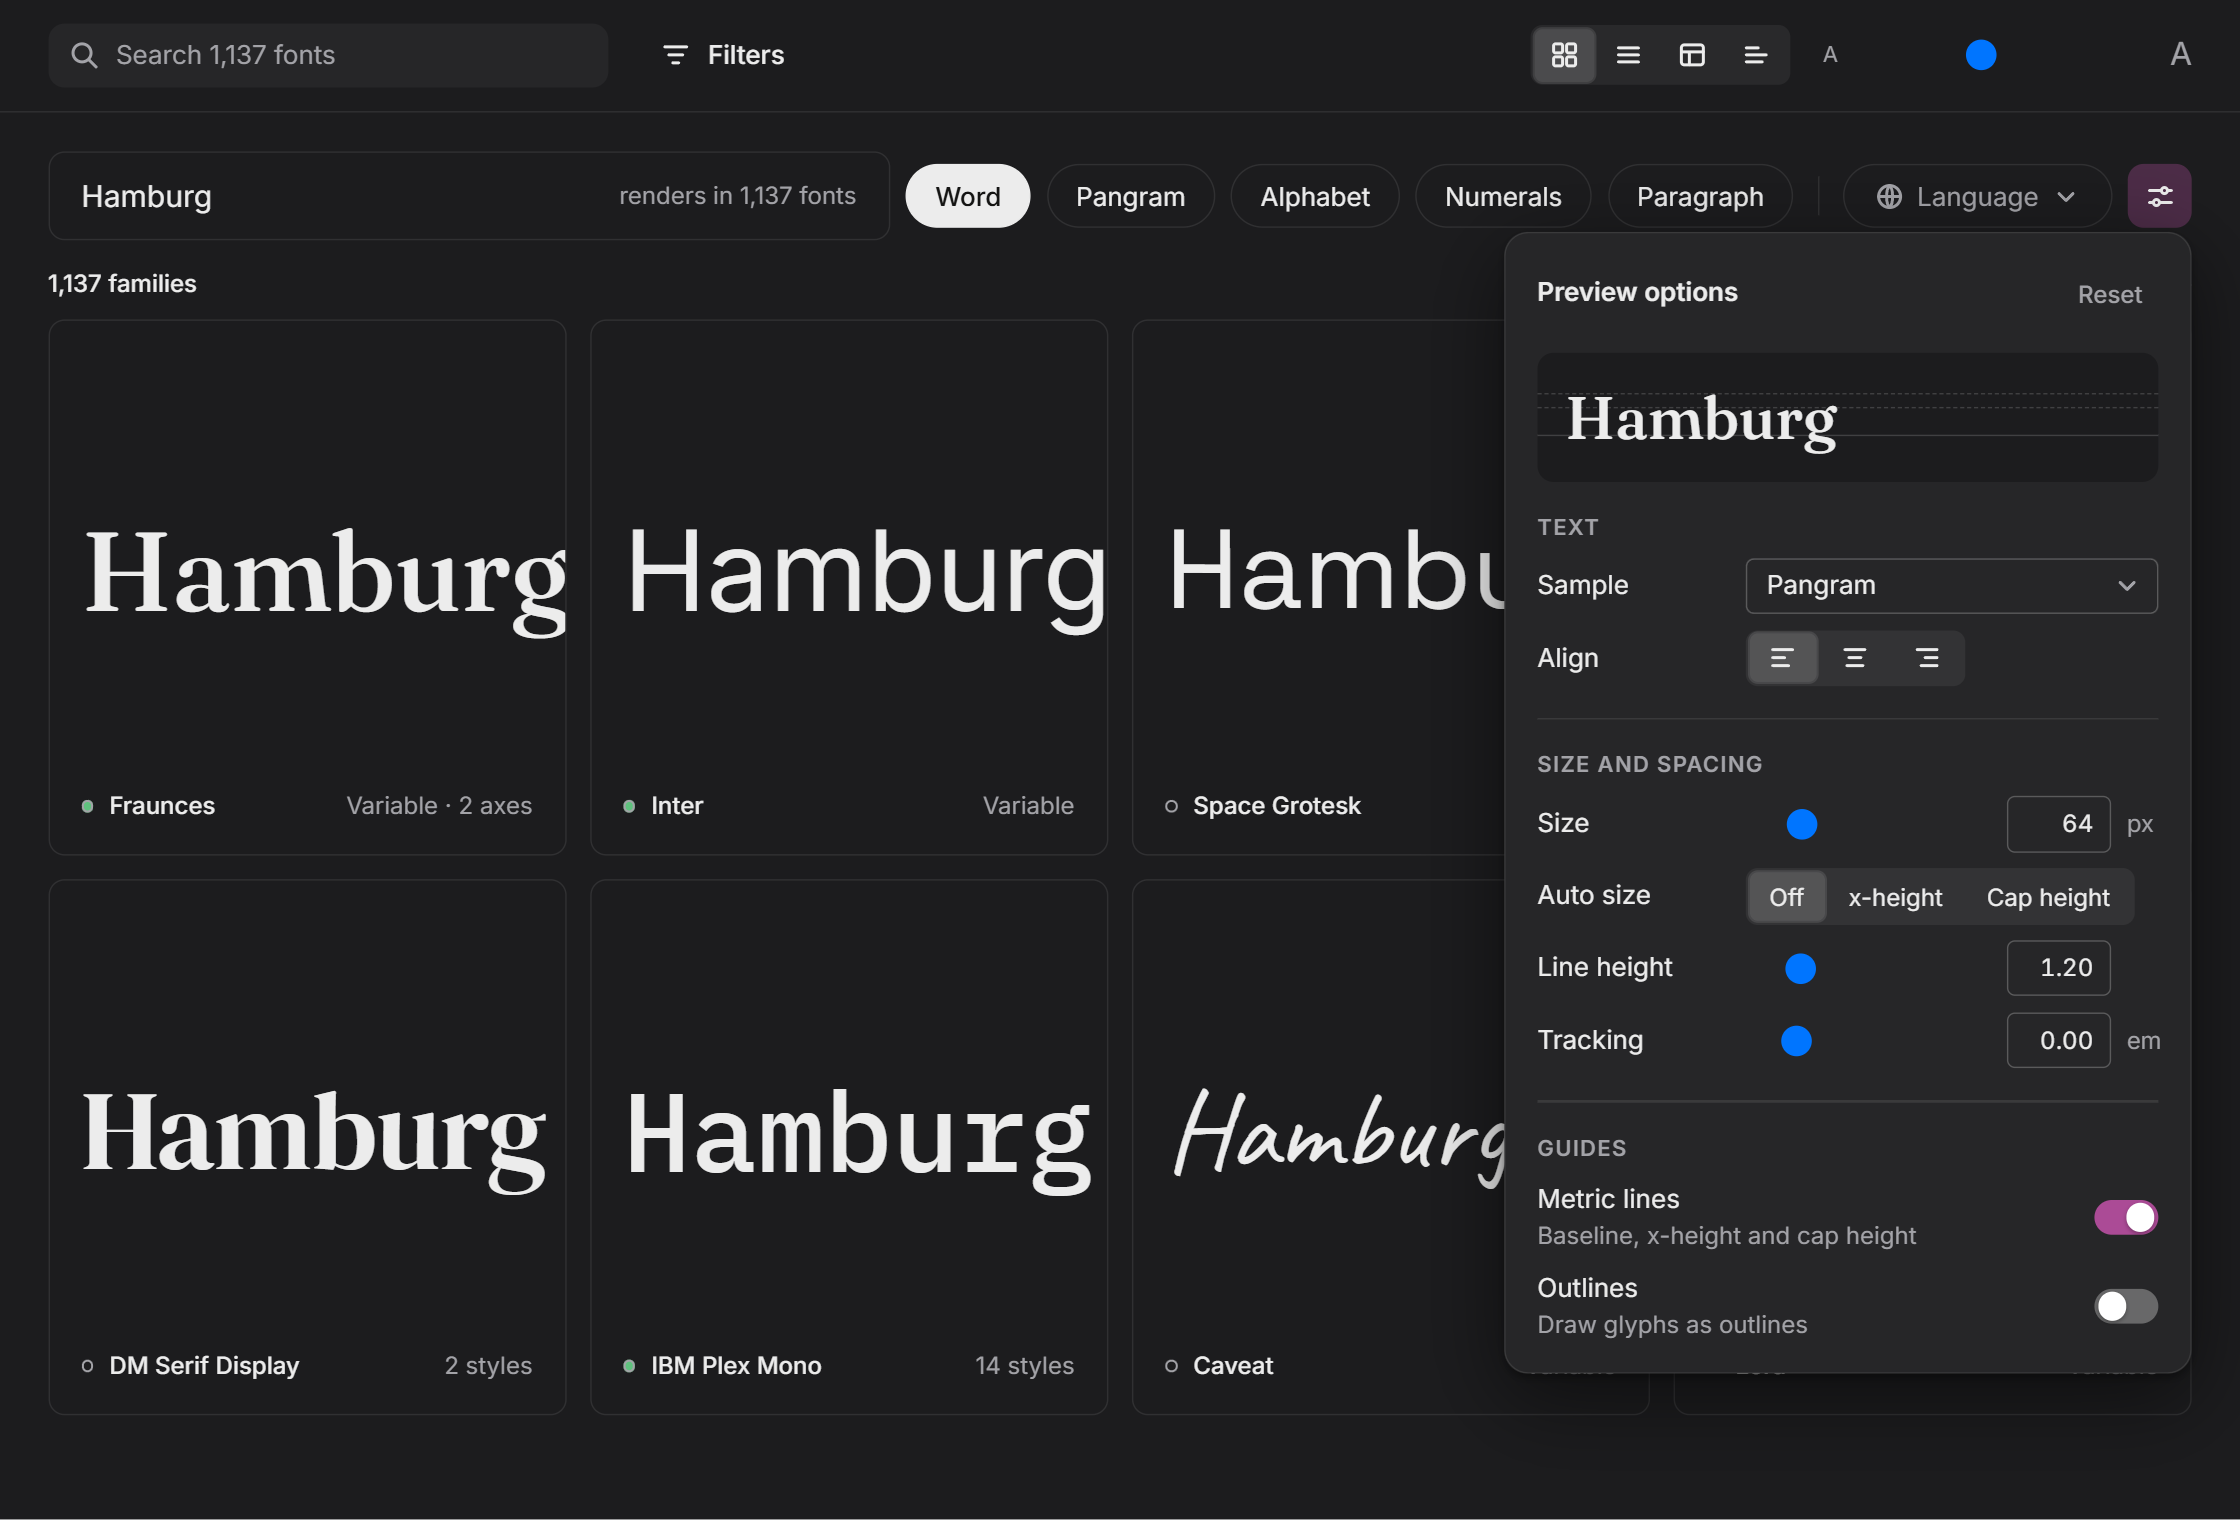 Search 1,137 fonts
Filters
A
A
Hamburg
renders in 1,137 fonts
Word
Pangram
Alphabet
Numerals
Paragraph
Language
1,137 families
Hamburg
Fraunces
Variable · 2 axes
Hamburg
Inter
Variable
Hambu
Space Grotesk
Hamburg
DM Serif Display
2 styles
Hamburg
IBM Plex Mono
14 styles
Hamburg
Caveat
Preview options
Reset
Hamburg
TEXT
Sample
Pangram
Align
SIZE AND SPACING
Size
64
px
Auto size
Off
x-height
Cap height
Line height
1.20
Tracking
0.00
em
GUIDES
Metric lines
Baseline, x-height and cap height
Outlines
Draw glyphs as outlines